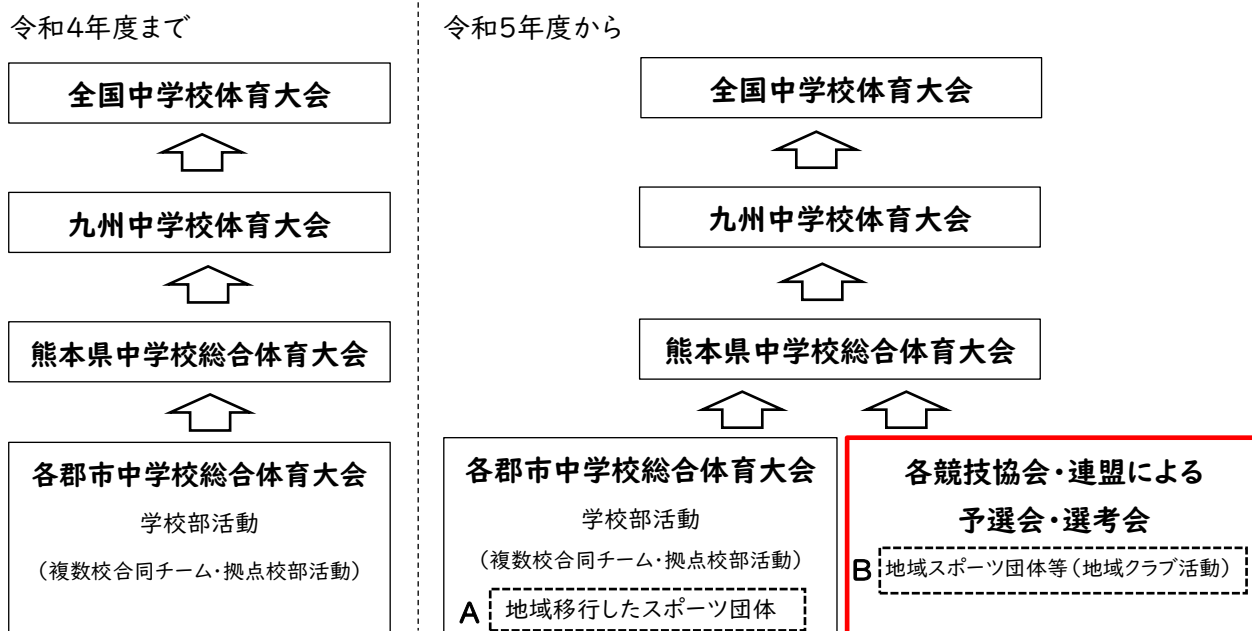 令和4年度まで
全国中学校体育大会
九州中学校体育大会
熊本県中学校総合体育大会
各郡市中学校総合体育大会
学校部活動
（複数校合同チーム・拠点校部活動）
令和5年度から
全国中学校体育大会
九州中学校体育大会
熊本県中学校総合体育大会
各郡市中学校総合体育大会
学校部活動
（複数校合同チーム・拠点校部活動）
A 地域移行したスポーツ団体
各競技協会・連盟による
予選会・選考会
B 地域スポーツ団体等（地域クラブ活動）